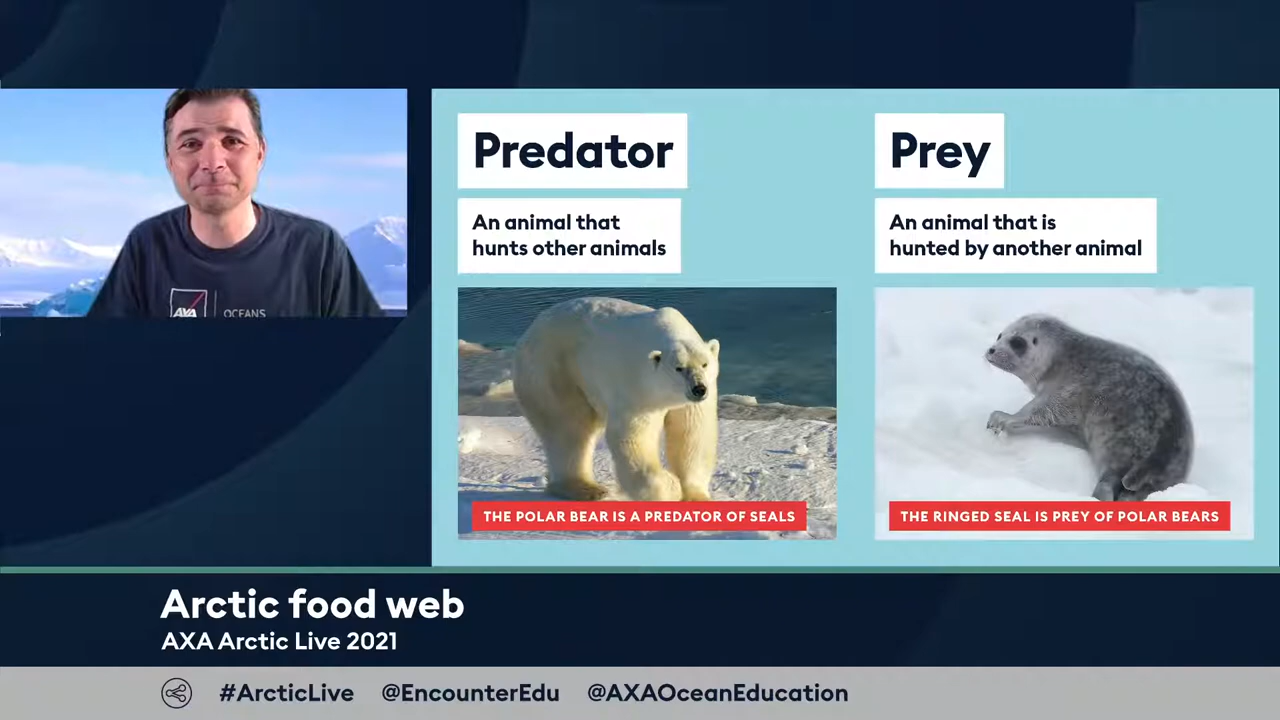 Predator
An animal that
hunts other animals
THE POLAR BEAR IS A PREDATOR OF SEALS
Prey
An animal that is
hunted by another animal
THE RINGED SEAL IS PREY OF POLAR BEARS
AXA
OCEANS
Arctic food web
AXA Arctic Live 2021
#ArcticLive @EncounterEdu @AXAOceanEducation